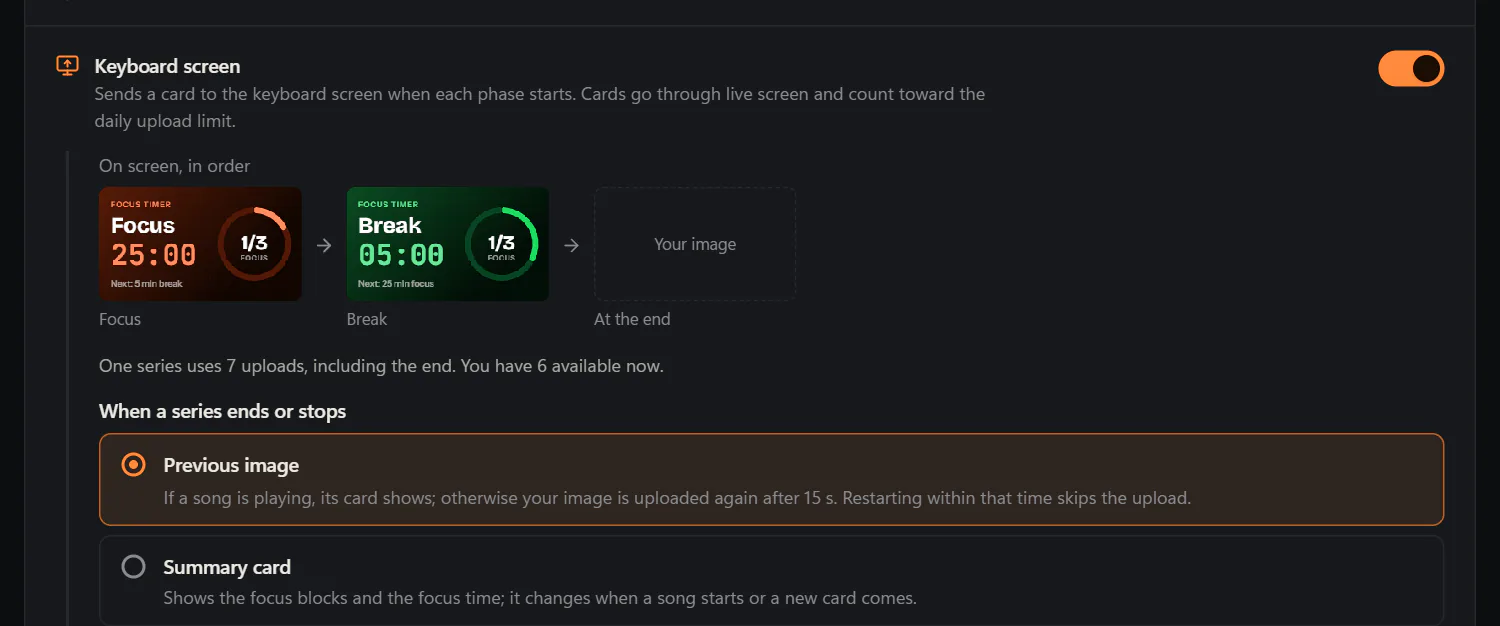 Keyboard screen
Sends a card to the keyboard screen when each phase starts. Cards go through live screen and count toward the
daily upload limit.
On screen, in order
FOCUS TIMER
Focus
25:00
Next: 5 min break
1/3
FOCUS
FOCUS TIMER
Break
05:00
Next: 25 min focus
1/3
FOCUS
Your image
Focus
Break
At the end
One series uses 7 uploads, including the end. You have 6 available now.
When a series ends or stops
Previous image
If a song is playing, its card shows; otherwise your image is uploaded again after 15 s. Restarting within that time skips the upload.
Summary card
Shows the focus blocks and the focus time; it changes when a song starts or a new card comes.